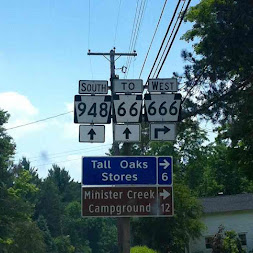 SOUTH TO WEST
948 66 666
Tall Oaks
Stores 6
Minister Creek
Campground 12